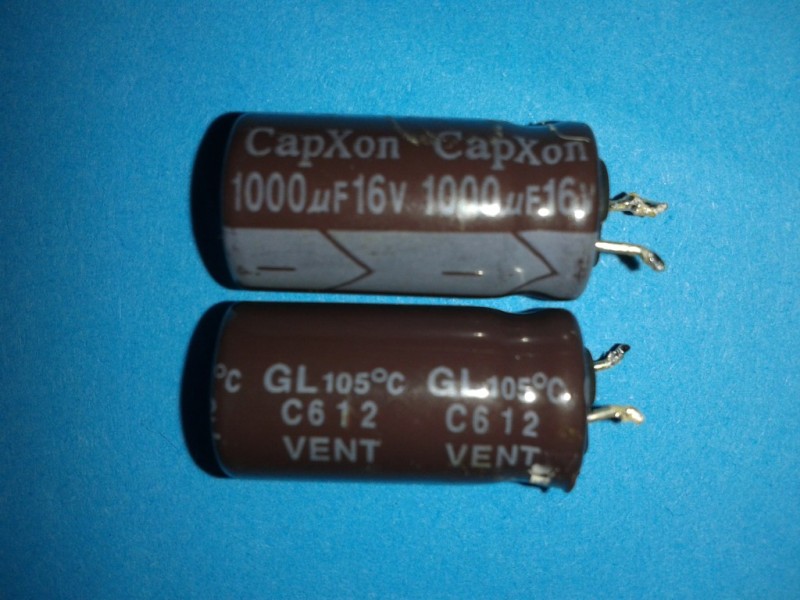 CapXon CapXon
1000µF16V 1000µF16V
°C GL105°C GL105°C
C612 C612
VENT VENT